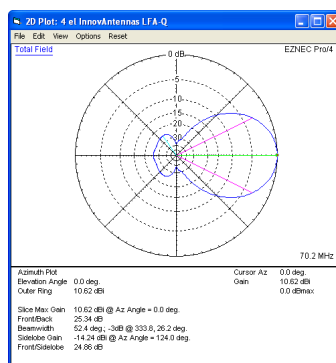 2D Plot: 4 el InnovAntennas LFA-Q
File Edit View Options Reset
Total Field
EZNEC Pro/4
0 dB
-5
-10
-15
-20
-30
70.2 MHz
Azimuth Plot
Elevation Angle 0.0 deg.
Outer Ring 10.62 dBi
Cursor Az 0.0 deg.
Gain 10.62 dBi
0.0 dBmax
Slice Max Gain 10.62 dBi @ Az Angle = 0.0 deg.
Front/Back 25.34 dB
Beamwidth 52.4 deg.; -3dB @ 333.8, 26.2 deg.
Sidelobe Gain -14.24 dBi @ Az Angle = 124.0 deg.
Front/Sidelobe 24.86 dB